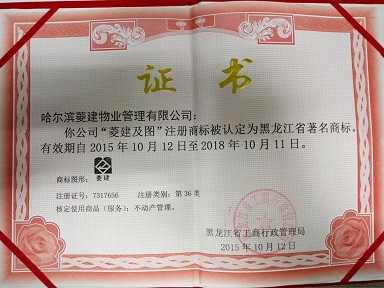 证书
哈尔滨菱建物业管理有限公司：
你公司“菱建及图”注册商标被认定为黑龙江省著名商标。
有效期自2015年10月12日至2018年10月11日。
商标图形：菱建
注册证号：7317656 注册类别：第36类
核定使用商品（服务）：不动产管理。
黑龙江省工商行政管理局
2015年10月12日